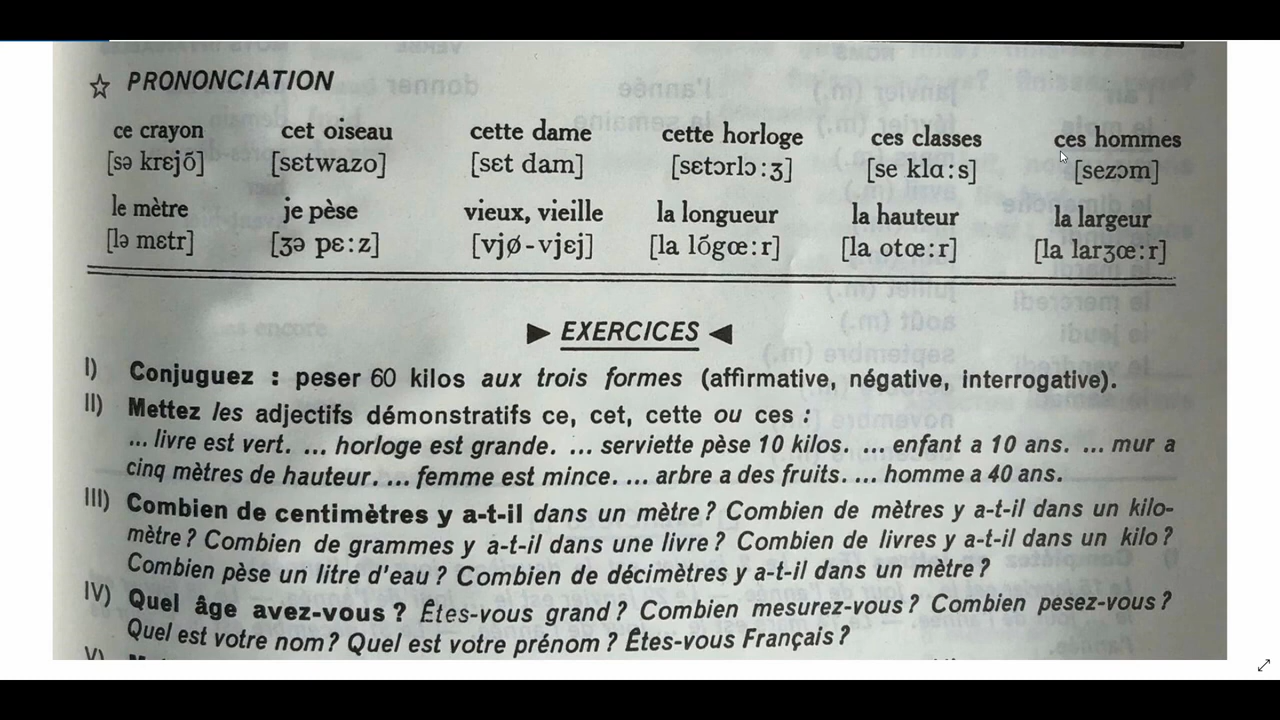 ☆ PRONONCIATION
ce crayon cet oiseau cette dame cette horloge ces classes ces hommes
[sə krɛjɔ̃] [sɛtwazo] [sɛt dam] [sɛtɔrlɔ:ʒ] [se klɑ:s] [sezɔm]
le mètre je pèse vieux, vieille la longueur la hauteur la largeur
[lə mɛtr] [ʒə pɛ:z] [vjø-vjɛj] [la lɔ̃gœ:r] [la otœ:r] [la larʒœ:r]
► EXERCICES ◄
I) Conjuguez : peser 60 kilos aux trois formes (affirmative, négative, interrogative).
II) Mettez les adjectifs démonstratifs ce, cet, cette ou ces :
... livre est vert. ... horloge est grande. ... serviette pèse 10 kilos. ... enfant a 10 ans. ... mur a
cinq mètres de hauteur. ... femme est mince. ... arbre a des fruits. ... homme a 40 ans.
III) Combien de centimètres y a-t-il dans un mètre ? Combien de mètres y a-t-il dans un kilo-
mètre ? Combien de grammes y a-t-il dans une livre ? Combien de livres y a-t-il dans un kilo ?
Combien pèse un litre d'eau ? Combien de décimètres y a-t-il dans un mètre ?
IV) Quel âge avez-vous ? Êtes-vous grand ? Combien mesurez-vous ? Combien pesez-vous ?
Quel est votre nom ? Quel est votre prénom ? Êtes-vous Français ?